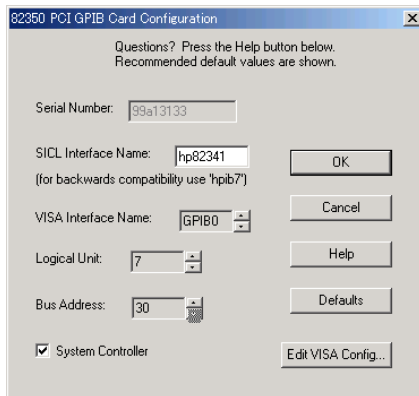 82350 PCI GPIB Card Configuration
Questions? Press the Help button below.
Recommended default values are shown.
Serial Number: 99a13133
SICL Interface Name: hp82341
(for backwards compatibility use 'hpib7')
OK
VISA Interface Name: GPIB0
Cancel
Logical Unit: 7
Help
Bus Address: 30
Defaults
System Controller
Edit VISA Config...